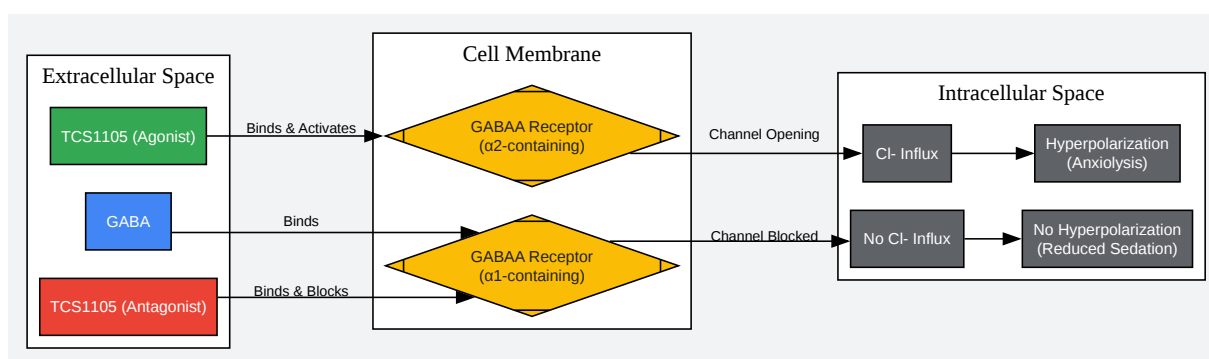 Extracellular Space
TCS1105 (Agonist)
GABA
TCS1105 (Antagonist)
Binds & Activates
Binds
Binds & Blocks
Cell Membrane
GABAA Receptor
(α2-containing)
GABAA Receptor
(α1-containing)
Channel Opening
Channel Blocked
Intracellular Space
Cl- Influx
Hyperpolarization
(Anxiolysis)
No Cl- Influx
No Hyperpolarization
(Reduced Sedation)